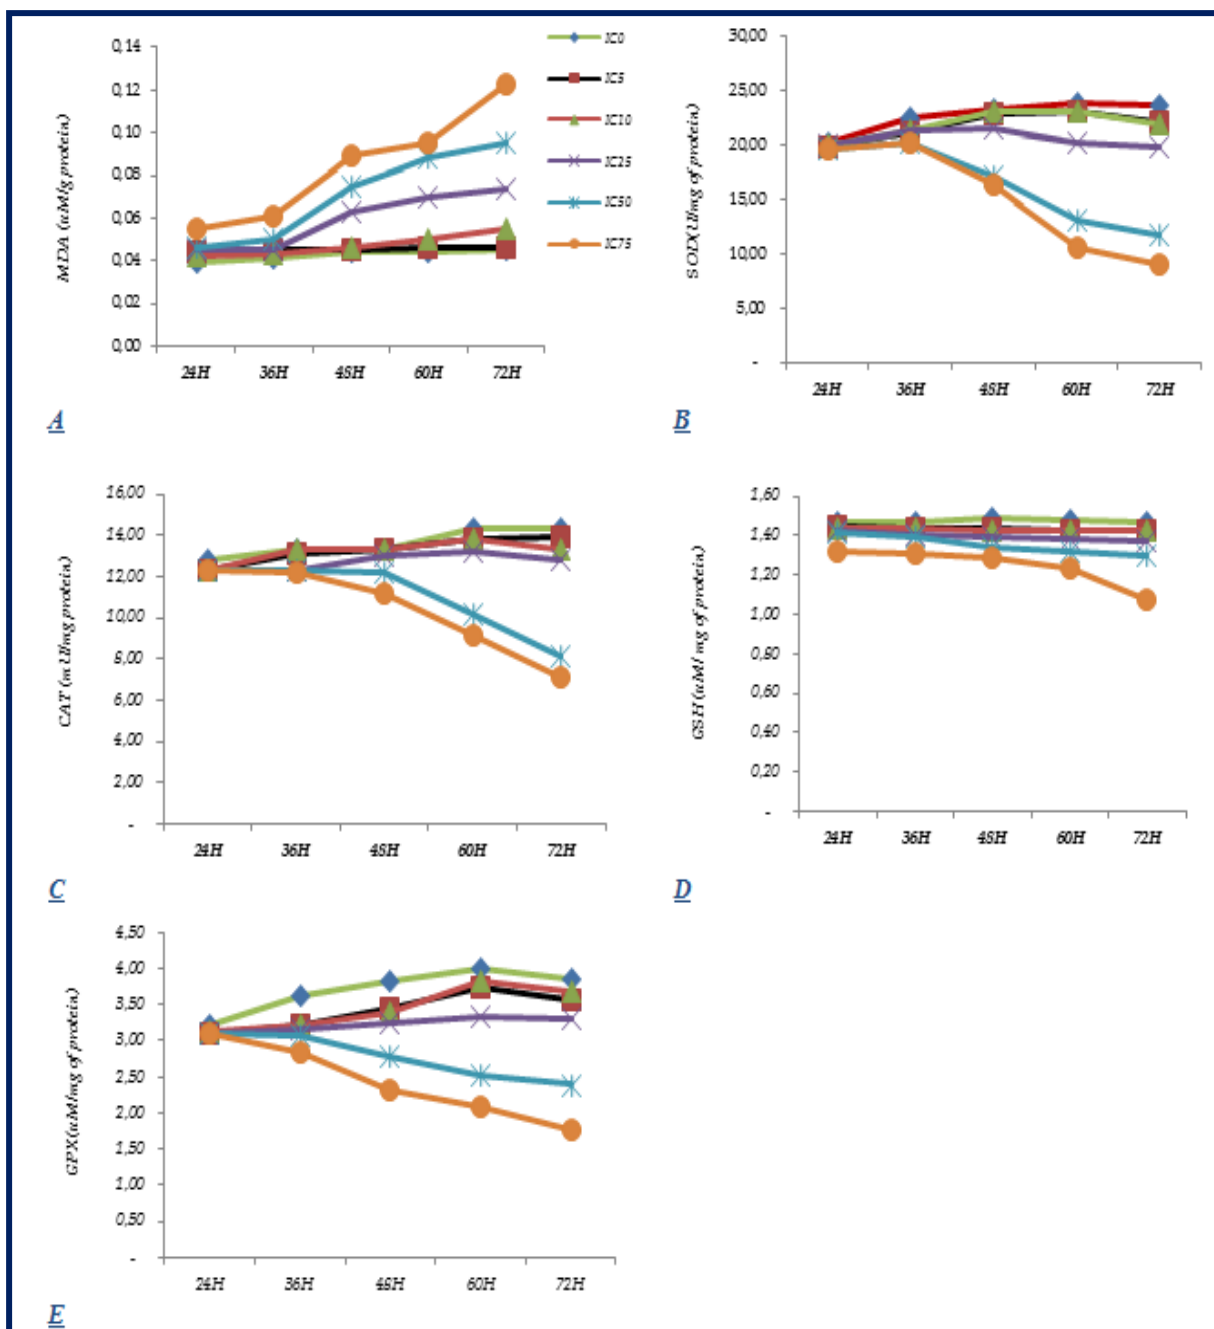 0,14
0,12
0,10
0,08
0,06
0,04
0,02
0,00
MDA (uM/g protein)
24H 36H 48H 60H 72H
IC0
IC5
IC10
IC25
IC50
IC75
A
30,00
25,00
20,00
15,00
10,00
5,00
-
SOD(UI/mg of protein)
24H 36H 48H 60H 72H
B
16,00
14,00
12,00
10,00
8,00
6,00
4,00
2,00
-
CAT (m UI/mg protein)
24H 36H 48H 60H 72H
C
1,60
1,40
1,20
1,00
0,80
0,60
0,40
0,20
-
GSH (uM/ mg of protein)
24H 36H 48H 60H 72H
D
4,50
4,00
3,50
3,00
2,50
2,00
1,50
1,00
0,50
-
GPX(uM/mg of protein)
24H 36H 48H 60H 72H
E